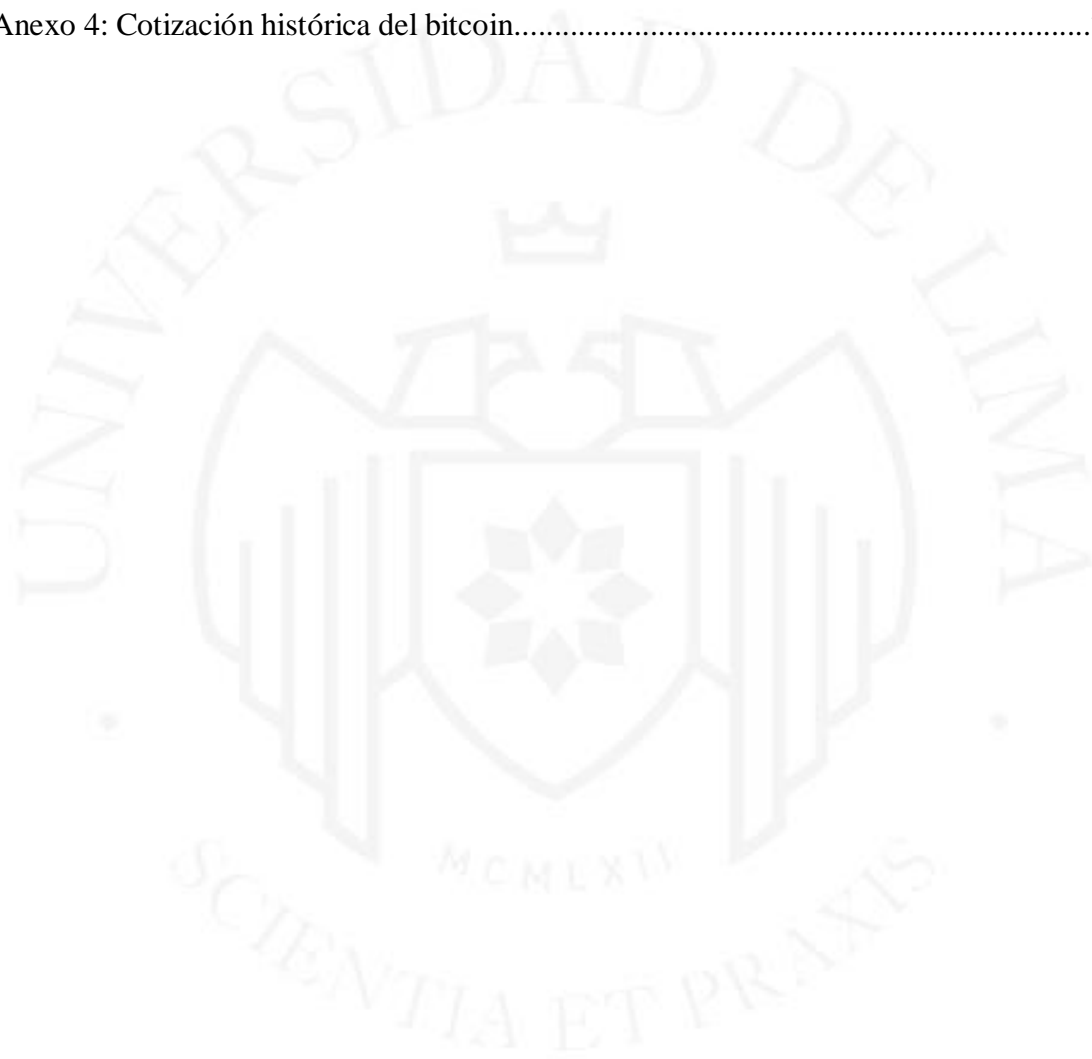 Anexo 4: Cotización histórica del bitcoin........................................................................
UNIVERSIDAD DE LIMA
MCMLXII
SCIENTIA ET PRAXIS